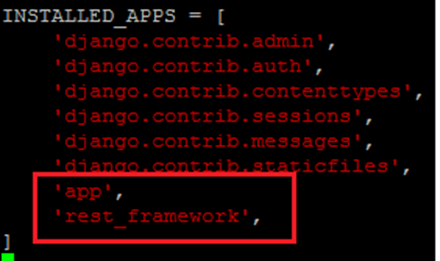 INSTALLED_APPS = [
    'django.contrib.admin',
    'django.contrib.auth',
    'django.contrib.contenttypes',
    'django.contrib.sessions',
    'django.contrib.messages',
    'django.contrib.staticfiles',
    'app',
    'rest_framework',
]